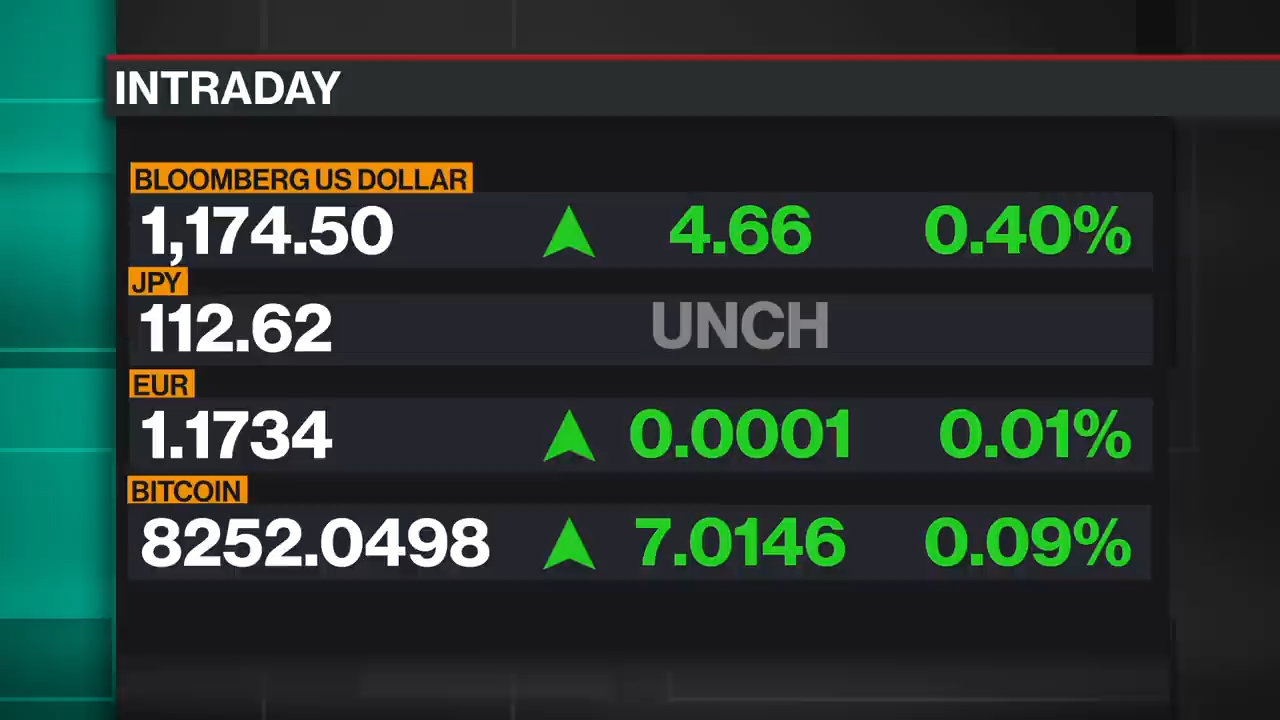 INTRADAY
BLOOMBERG US DOLLAR
1,174.50 ▲ 4.66 0.40%
JPY
112.62 UNCH
EUR
1.1734 ▲ 0.0001 0.01%
BITCOIN
8252.0498 ▲ 7.0146 0.09%